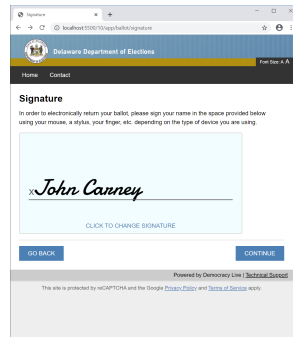 Signature
localhost:5500/10/app/ballot/signature
Delaware Department of Elections
Font Size: A A
Home Contact
Signature
In order to electronically return your ballot, please sign your name in the space provided below
using your mouse, a stylus, your finger, etc. depending on the type of device you are using.
x John Carney
CLICK TO CHANGE SIGNATURE
GO BACK CONTINUE
Powered by Democracy Live | Technical Support
This site is protected by reCAPTCHA and the Google Privacy Policy and Terms of Service apply.